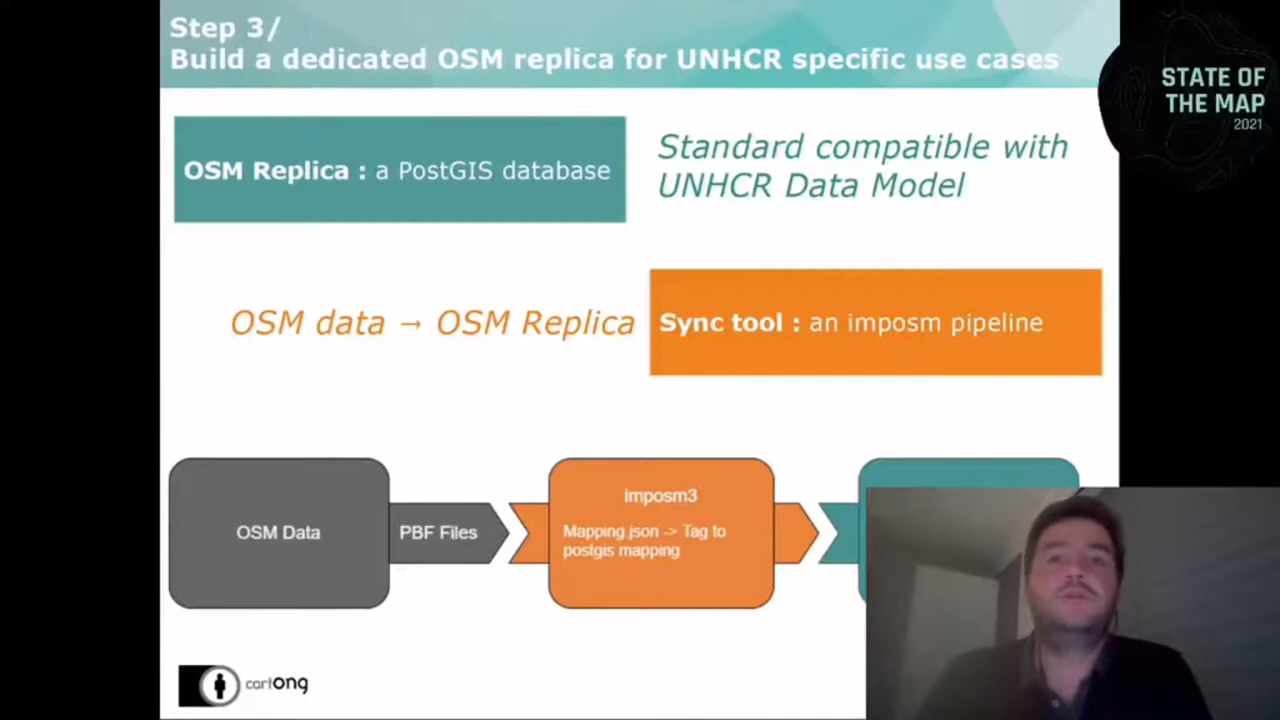 Step 3/
Build a dedicated OSM replica for UNHCR specific use cases
STATE OF
THE MAP
2021
OSM Replica : a PostGIS database
Standard compatible with
UNHCR Data Model
OSM data → OSM Replica
Sync tool : an imposm pipeline
OSM Data
PBF Files
imposm3
Mapping.json -> Tag to
postgis mapping
cartong